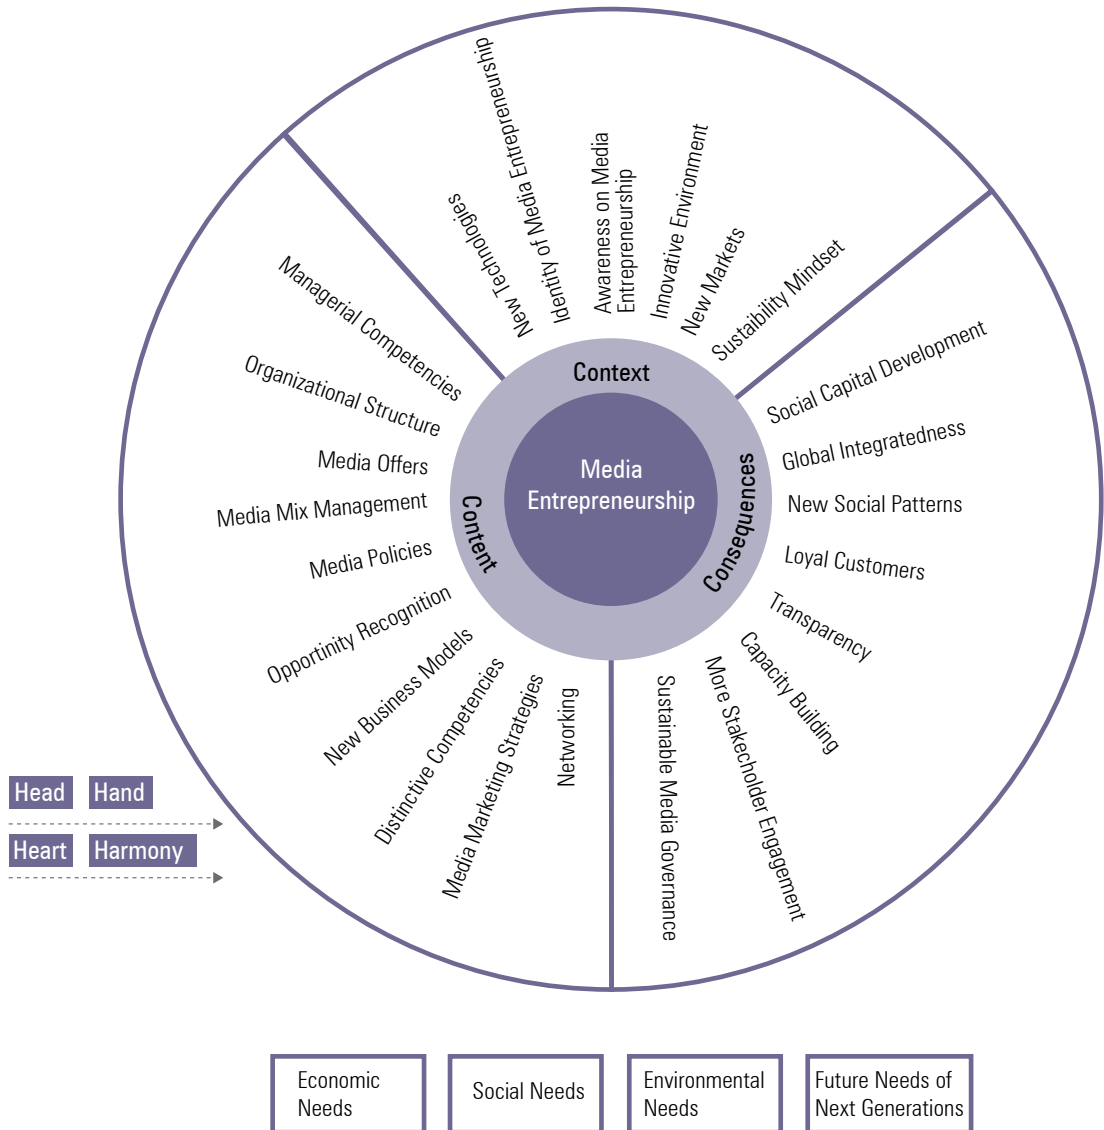 New Technologies
Identity of Media Entrepreneurship
Awareness on Media
Entrepreneurship
Innovative Environment
New Markets
Sustaibility Mindset
Context
Managerial Competencies
Organizational Structure
Media Offers
Media Mix Management
Media Policies
Opportinity Recognition
New Business Models
Distinctive Competencies
Media Marketing Strategies
Networking
Content
Media
Entrepreneurship
Consequences
Social Capital Development
Global Integratedness
New Social Patterns
Loyal Customers
Transparency
Capacity Building
More Stakecholder Engagement
Sustainable Media Governance
Head
Hand
Heart
Harmony
Economic
Needs
Social Needs
Environmental
Needs
Future Needs of
Next Generations